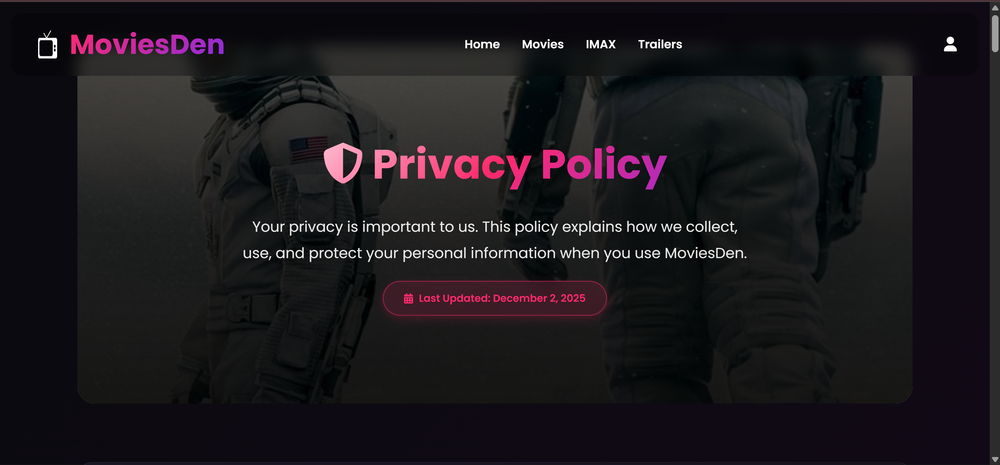 MoviesDen
Home Movies IMAX Trailers
Privacy Policy
Your privacy is important to us. This policy explains how we collect,
use, and protect your personal information when you use MoviesDen.
Last Updated: December 2, 2025